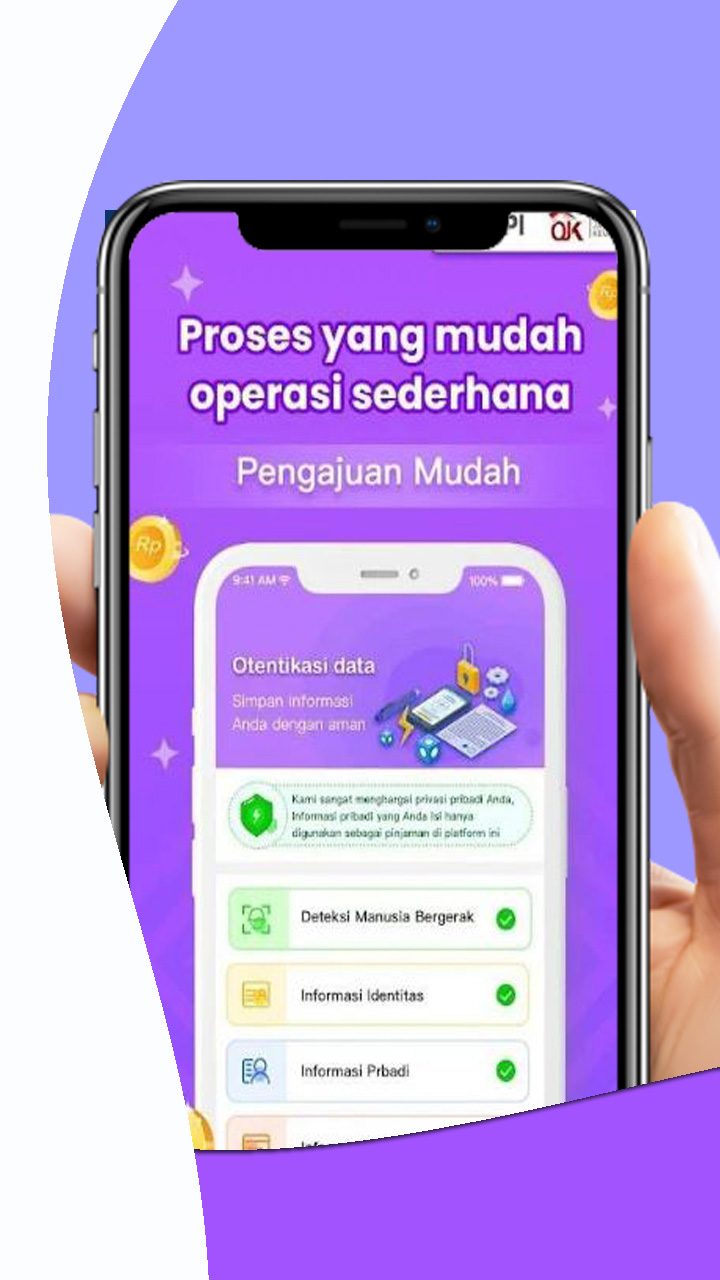 PI OJK
Rp
Proses yang mudah
operasi sederhana
Pengajuan Mudah
Rp
9:41 AM 100%
Otentikasi data
Simpan informasi
Anda dengan aman
Kami sangat menghargai privasi pribadi Anda,
Informasi pribadi yang Anda isi hanya
digunakan sebagai pinjaman di platform ini
Deteksi Manusia Bergerak
Informasi Identitas
Informasi Prbadi